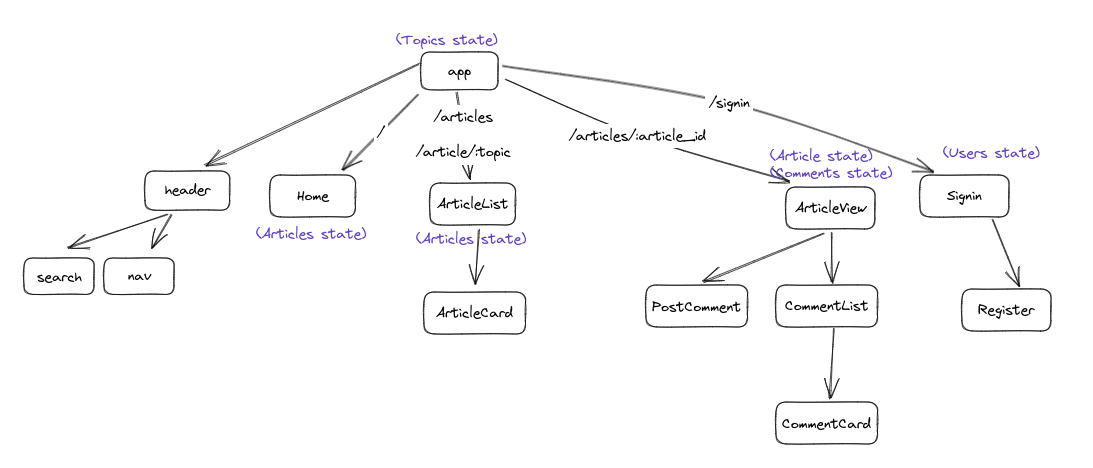 (Topics state)
app
/signin
/
/articles
/articles/:article_id
/article/:topic
(Article state)
(Comments state)
(Users state)
header
Home
ArticleList
ArticleView
Signin
(Articles state)
(Articles state)
search
nav
ArticleCard
PostComment
CommentList
Register
CommentCard